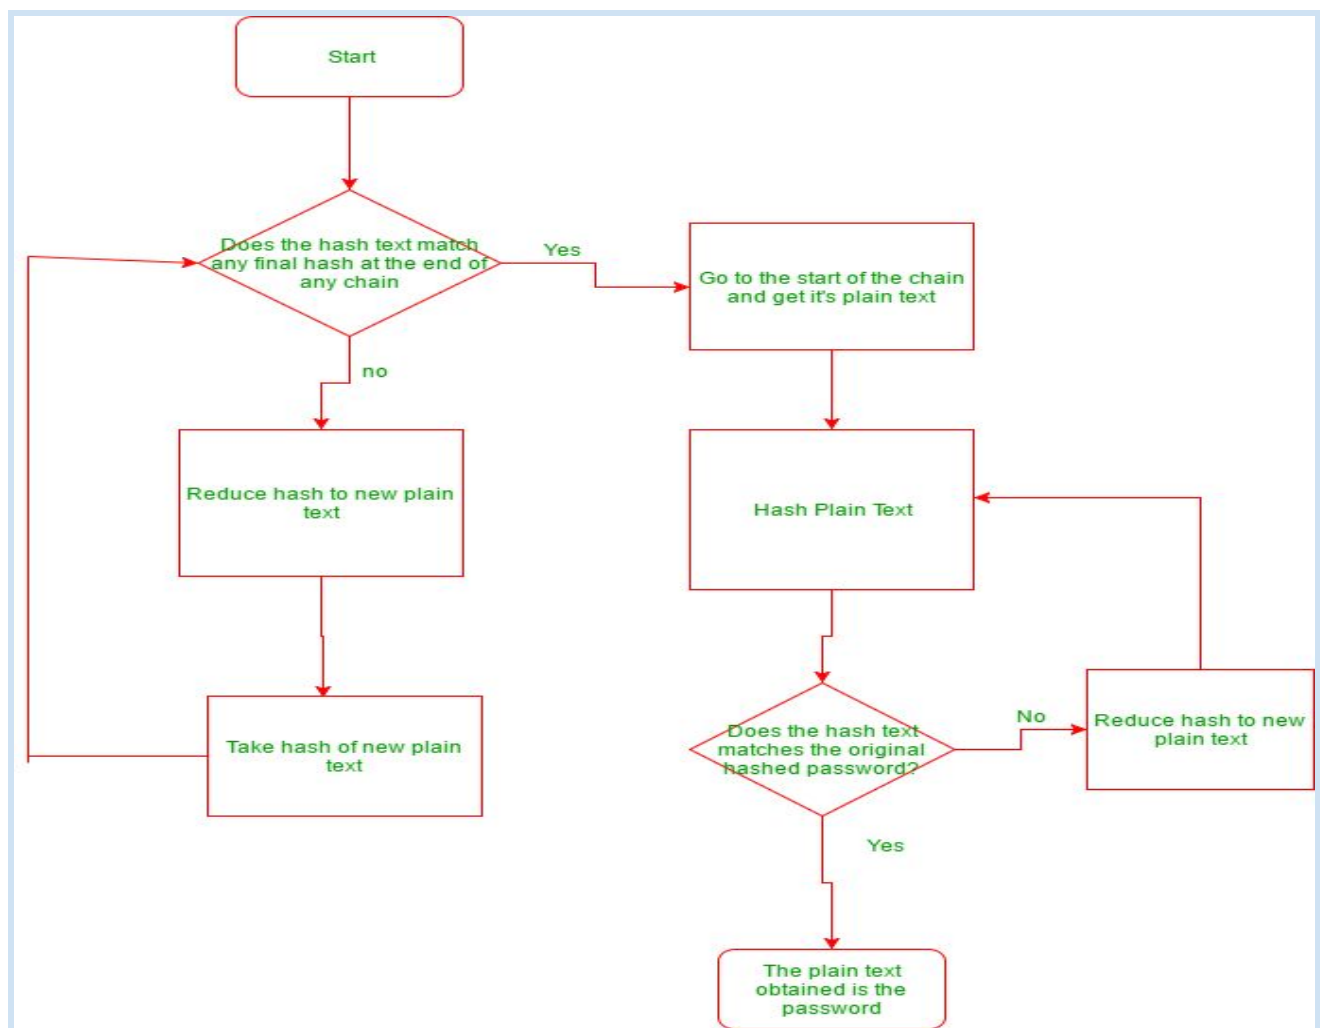 Start
Does the hash text match
any final hash at the end of
any chain
Yes
Go to the start of the chain
and get it's plain text
no
Reduce hash to new plain
text
Hash Plain Text
Take hash of new plain
text
Does the hash text
matches the original
hashed password?
No
Reduce hash to new
plain text
Yes
The plain text
obtained is the
password